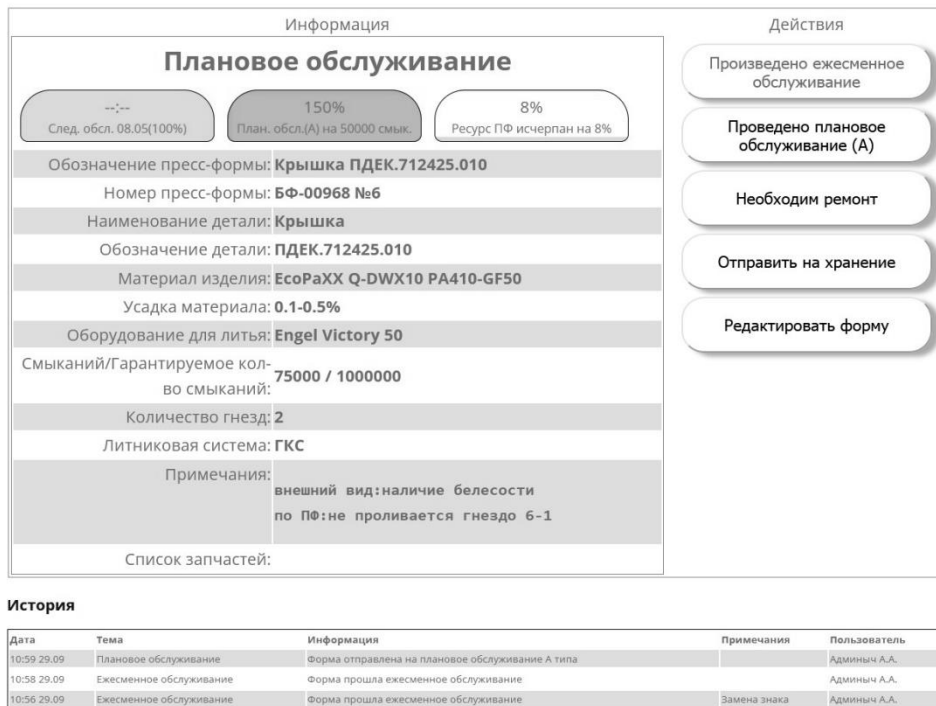 Информация
Действия
Плановое обслуживание
--:--
След. обсл. 08.05(100%)
150%
План. обсл.(А) на 50000 смык.
8%
Ресурс ПФ исчерпан на 8%
Обозначение пресс-формы: Крышка ПДЕК.712425.010
Номер пресс-формы: БФ-00968 №6
Наименование детали: Крышка
Обозначение детали: ПДЕК.712425.010
Материал изделия: EcoPaXX Q-DWX10 PA410-GF50
Усадка материала: 0.1-0.5%
Оборудование для литья: Engel Victory 50
Смыканий/Гарантируемое кол-
во смыканий: 75000 / 1000000
Количество гнезд: 2
Литниковая система: ГКС
Примечания:
внешний вид:наличие белесости
по ПФ:не проливается гнездо 6-1
Список запчастей:
Произведено ежесменное
обслуживание
Проведено плановое
обслуживание (А)
Необходим ремонт
Отправить на хранение
Редактировать форму
История
Дата Тема Информация Примечания Пользователь
10:59 29.09 Плановое обслуживание Форма отправлена на плановое обслуживание А типа Админыч А.А.
10:58 29.09 Ежесменное обслуживание Форма прошла ежесменное обслуживание Админыч А.А.
10:56 29.09 Ежесменное обслуживание Форма прошла ежесменное обслуживание Замена знака Админыч А.А.